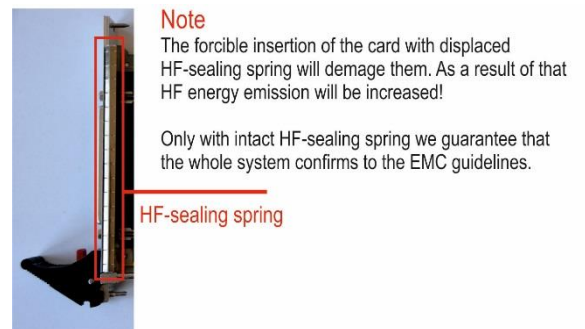 Note
The forcible insertion of the card with displaced
HF-sealing spring will demage them. As a result of that
HF energy emission will be increased!
Only with intact HF-sealing spring we guarantee that
the whole system confirms to the EMC guidelines.
HF-sealing spring